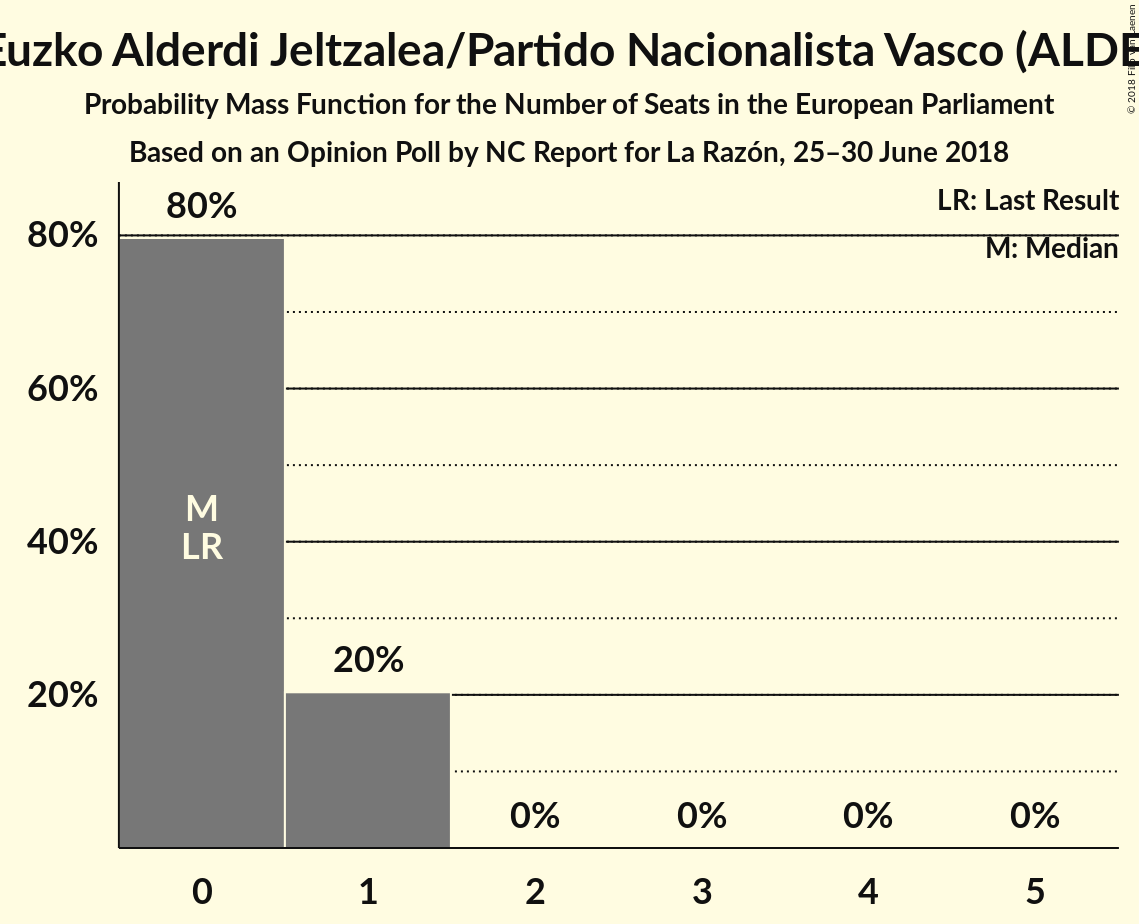 Euzko Alderdi Jeltzalea/Partido Nacionalista Vasco (ALDE
Probability Mass Function for the Number of Seats in the European Parliament
Based on an Opinion Poll by NC Report for La Razón, 25–30 June 2018
© 2018
LR: Last Result
M: Median
80%
60%
40%
20%
80%
M
LR
20%
0%
0%
0%
0%
0
1
2
3
4
5